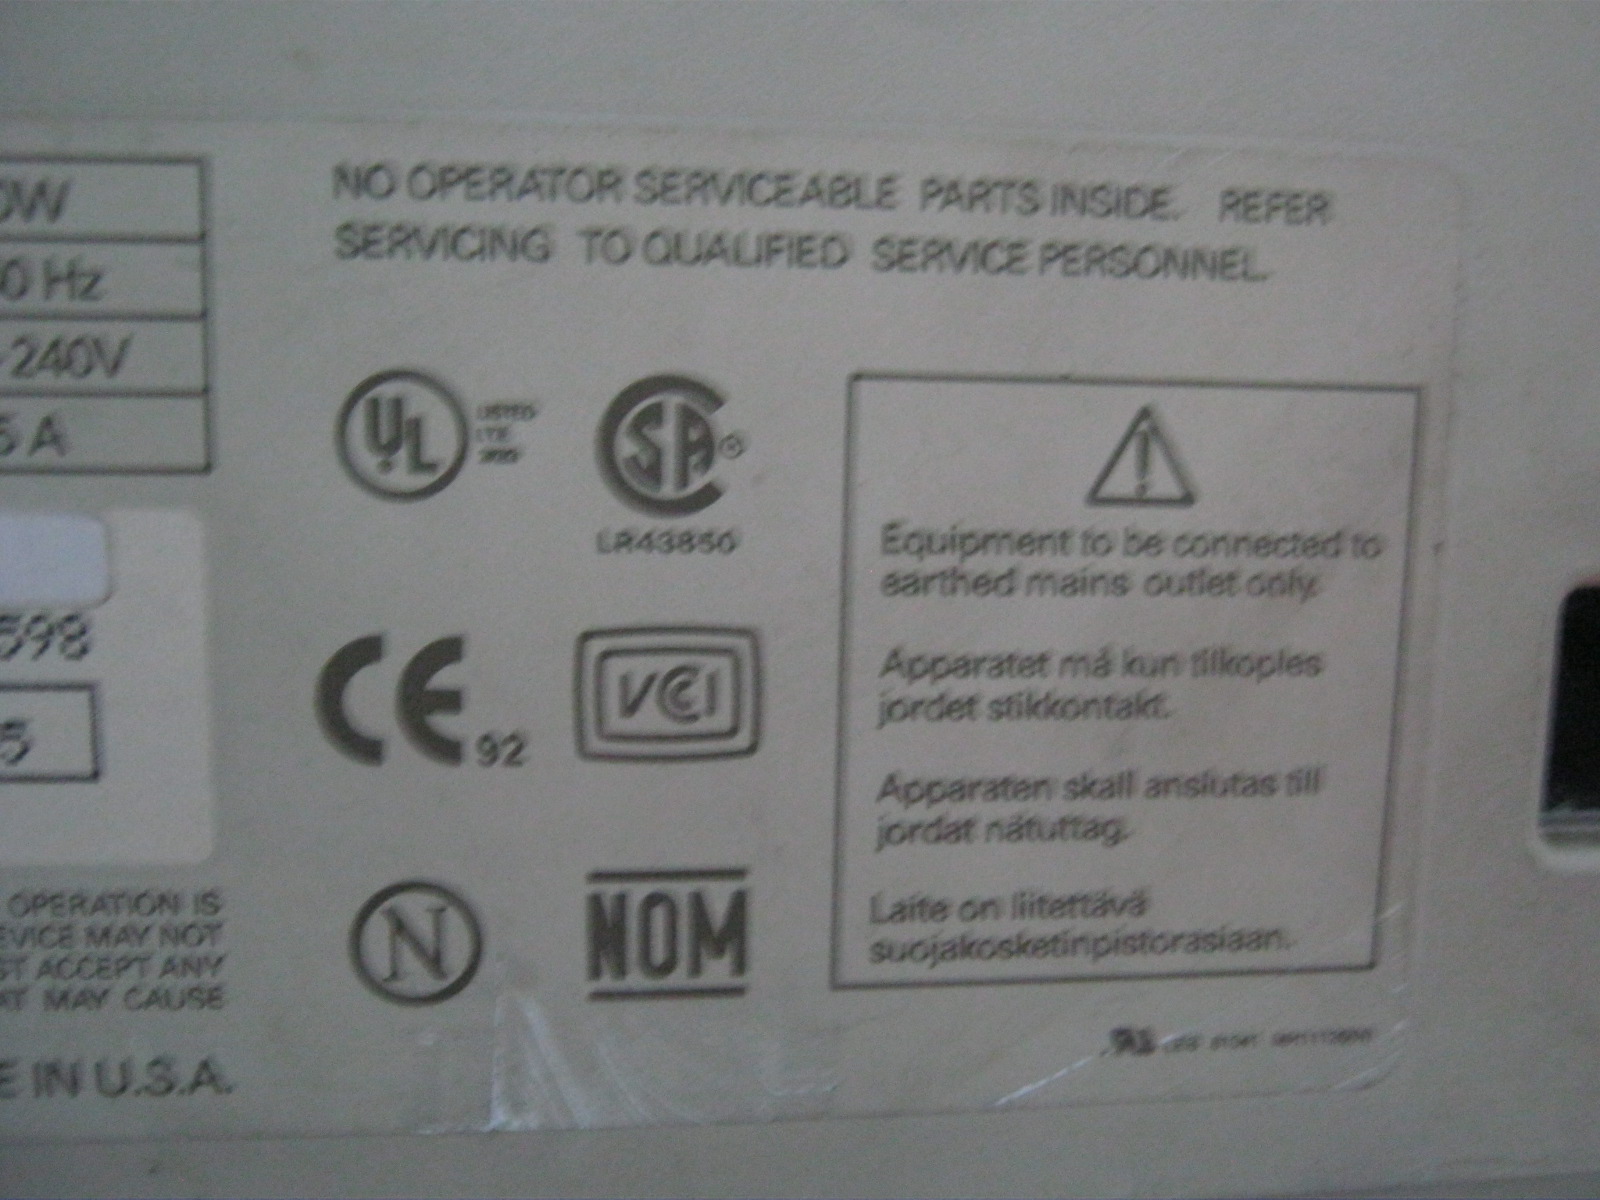 0W
0 Hz
-240V
5 A
598
5
OPERATION IS
EVICE MAY NOT
ST ACCEPT ANY
AT MAY CAUSE
E IN U.S.A.
NO OPERATOR SERVICEABLE PARTS INSIDE. REFER
SERVICING TO QUALIFIED SERVICE PERSONNEL.
UL LISTED
I.T.E.
SA ®
LR43850
CE 92
VCCI
N
NOM
Equipment to be connected to
earthed mains outlet only.
Apparatet må kun tilkoples
jordet stikkontakt.
Apparaten skall anslutas till
jordat nätuttag.
Laite on liitettävä
suojakosketinpistorasiaan.